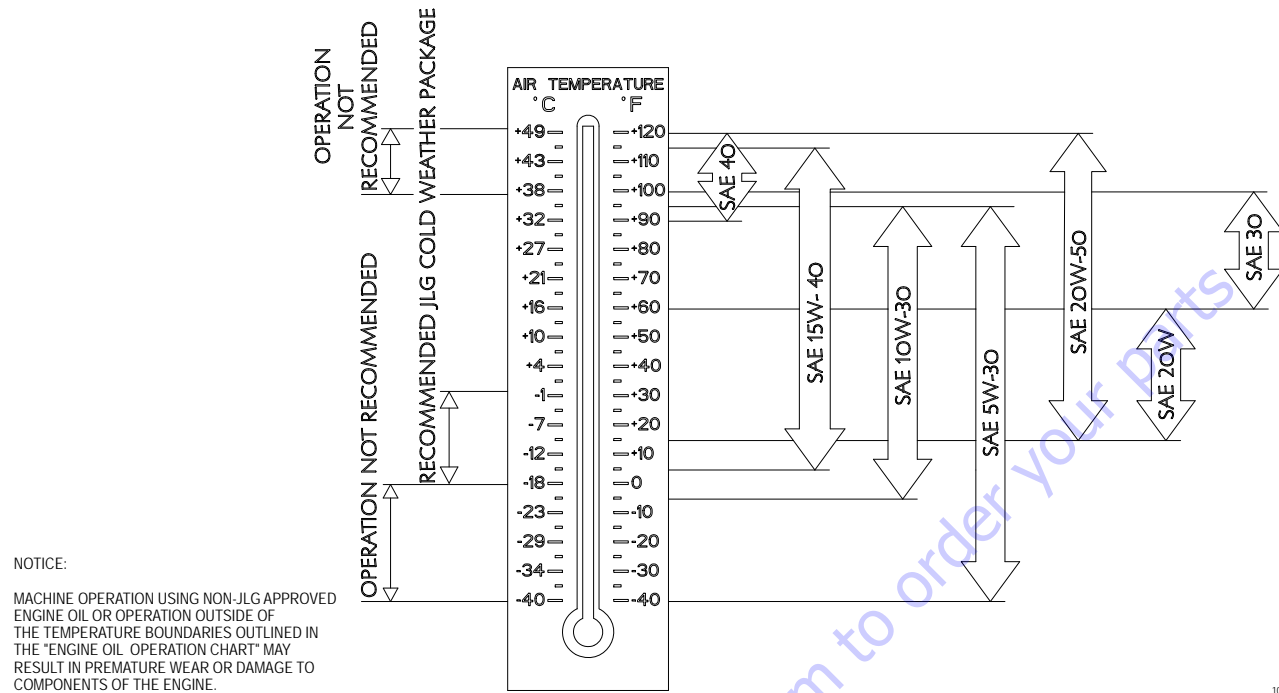 OPERATION
NOT
RECOMMENDED
OPERATION NOT RECOMMENDED
RECOMMENDED JLG COLD WEATHER PACKAGE
AIR TEMPERATURE
°C °F
+49 +120
+43 +110
+38 +100
+32 +90
+27 +80
+21 +70
+16 +60
+10 +50
+4 +40
-1 +30
-7 +20
-12 +10
-18 0
-23 -10
-29 -20
-34 -30
-40 -40
SAE 40
SAE 15W-40
SAE 10W-30
SAE 5W-30
SAE 20W-50
SAE 20W
SAE 30
NOTICE:
MACHINE OPERATION USING NON-JLG APPROVED
ENGINE OIL OR OPERATION OUTSIDE OF
THE TEMPERATURE BOUNDARIES OUTLINED IN
THE "ENGINE OIL OPERATION CHART" MAY
RESULT IN PREMATURE WEAR OR DAMAGE TO
COMPONENTS OF THE ENGINE.
to order your parts